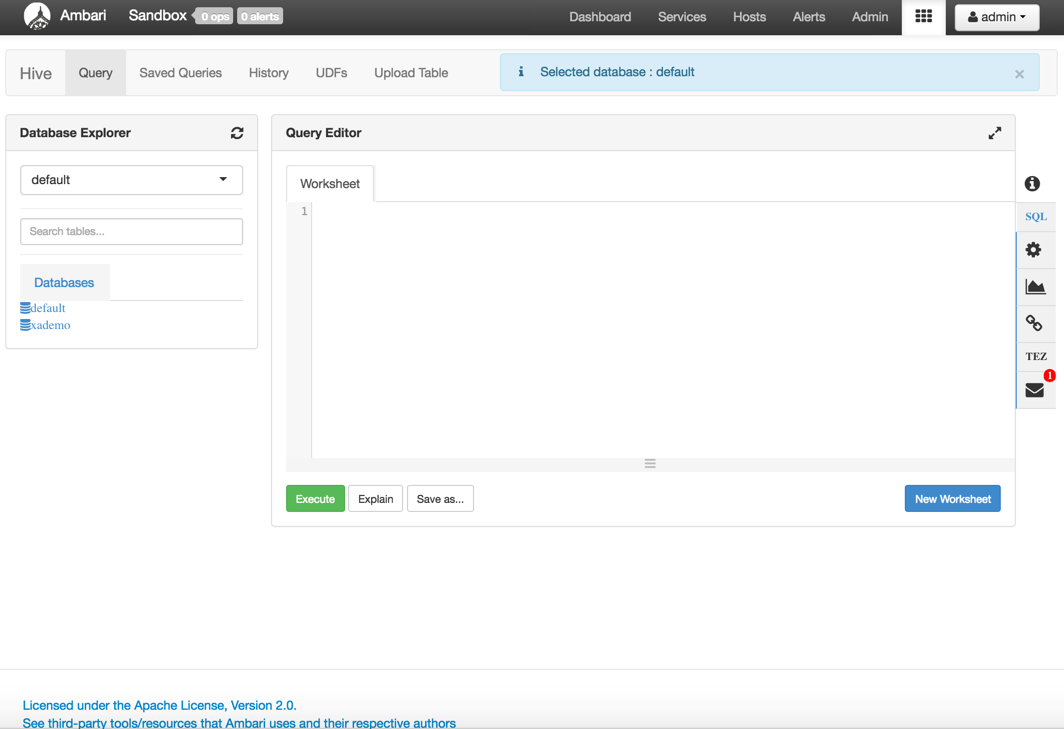 Ambari Sandbox 0 ops 0 alerts Dashboard Services Hosts Alerts Admin admin
Hive Query Saved Queries History UDFs Upload Table
Selected database : default ×
Database Explorer
default
Search tables...
Databases
default
xademo
Query Editor
Worksheet
1
Execute Explain Save as... New Worksheet
SQL
TEZ
1
Licensed under the Apache License, Version 2.0.
See third-party tools/resources that Ambari uses and their respective authors